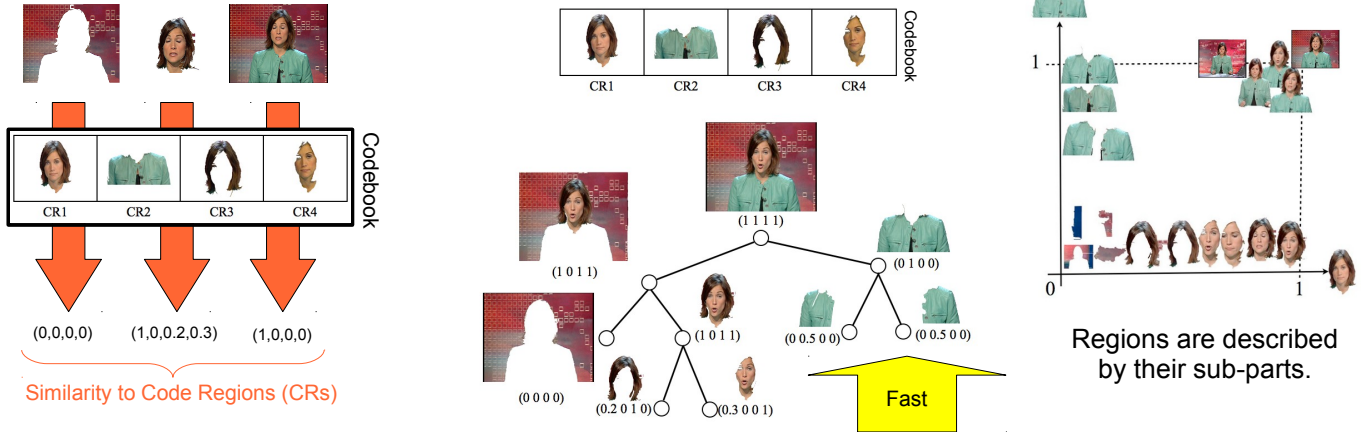 Codebook
CR1 CR2 CR3 CR4
(0,0,0,0) (1,0,0.2,0.3) (1,0,0,0)
Similarity to Code Regions (CRs)
Codebook
CR1 CR2 CR3 CR4
(1 1 1 1)
(1 0 1 1)
(0 1 0 0)
(1 0 1 1)
(0 0.5 0 0) (0 0.5 0 0)
(0 0 0 0)
(0.2 0 1 0) (0.3 0 0 1)
Fast
1
0 1
Regions are described
by their sub-parts.